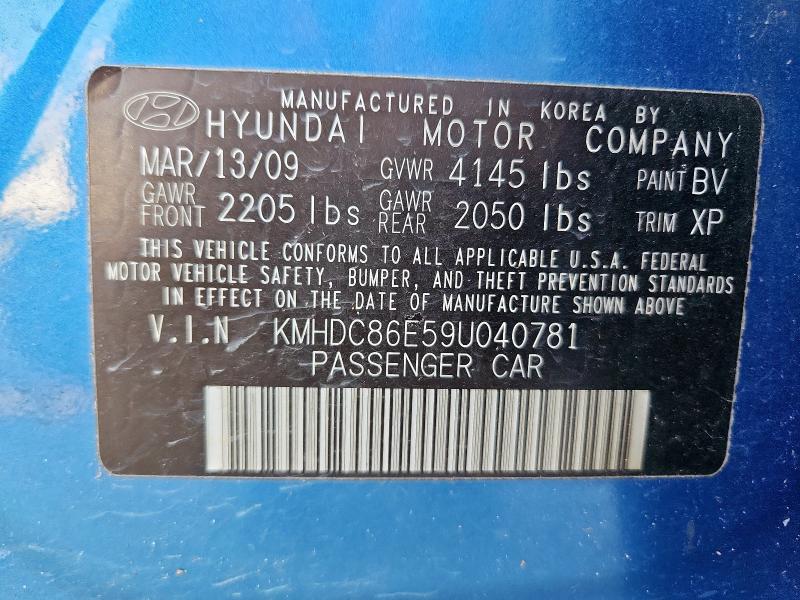 MANUFACTURED IN KOREA BY
HYUNDAI MOTOR COMPANY
MAR/13/09 GVWR 4145 lbs PAINT BV
GAWR FRONT 2205 lbs GAWR REAR 2050 lbs TRIM XP
THIS VEHICLE CONFORMS TO ALL APPLICABLE U.S.A. FEDERAL
MOTOR VEHICLE SAFETY, BUMPER, AND THEFT PREVENTION STANDARDS
IN EFFECT ON THE DATE OF MANUFACTURE SHOWN ABOVE
V.I.N KMHDC86E59U040781
PASSENGER CAR